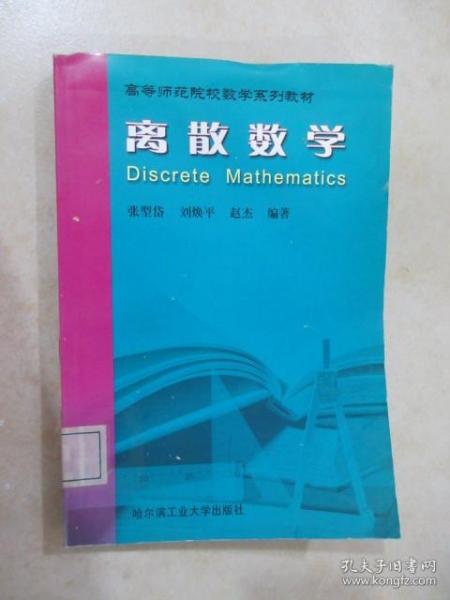 高等师范院校数学系列教材
离散数学
Discrete Mathematics
张型岱 刘焕平 赵杰 编著
哈尔滨工业大学出版社
孔夫子旧书网
www.kongfz.com